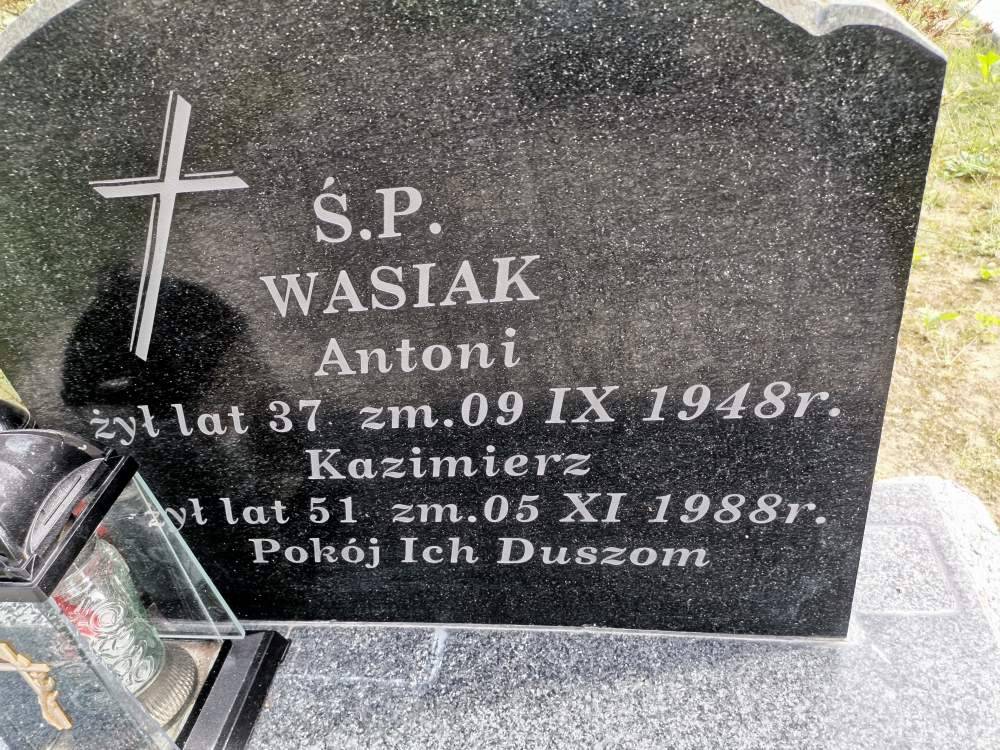 Ś.P.
WASIAK
Antoni
żył lat 37 zm.09 IX 1948r.
Kazimierz
żył lat 51 zm.05 XI 1988r.
Pokój Ich Duszom